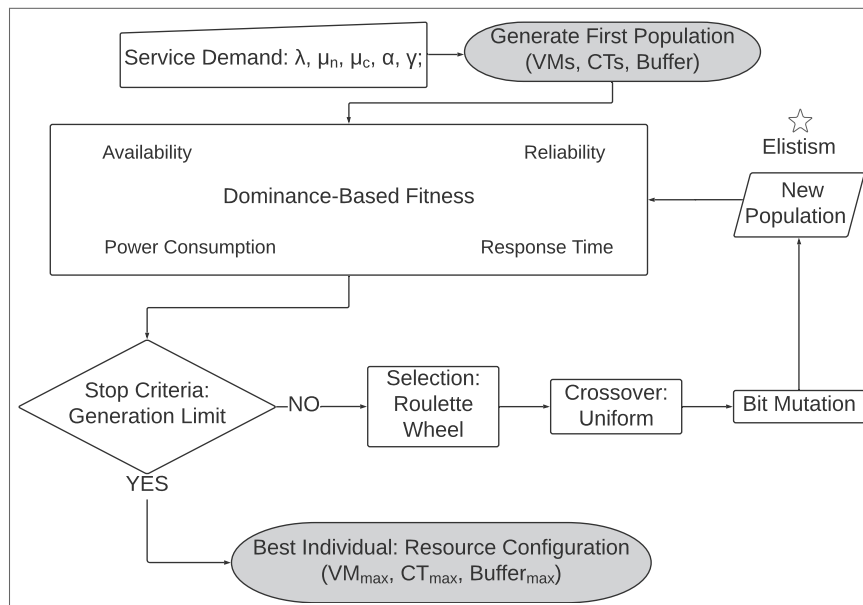 Service Demand: λ, μn, μc, α, γ;
Generate First Population
(VMs, CTs, Buffer)
Availability
Reliability
Dominance-Based Fitness
Power Consumption
Response Time
Elistism
New
Population
Stop Criteria:
Generation Limit
NO
Selection:
Roulette
Wheel
Crossover:
Uniform
Bit Mutation
YES
Best Individual: Resource Configuration
(VMmax, CTmax, Buffermax)